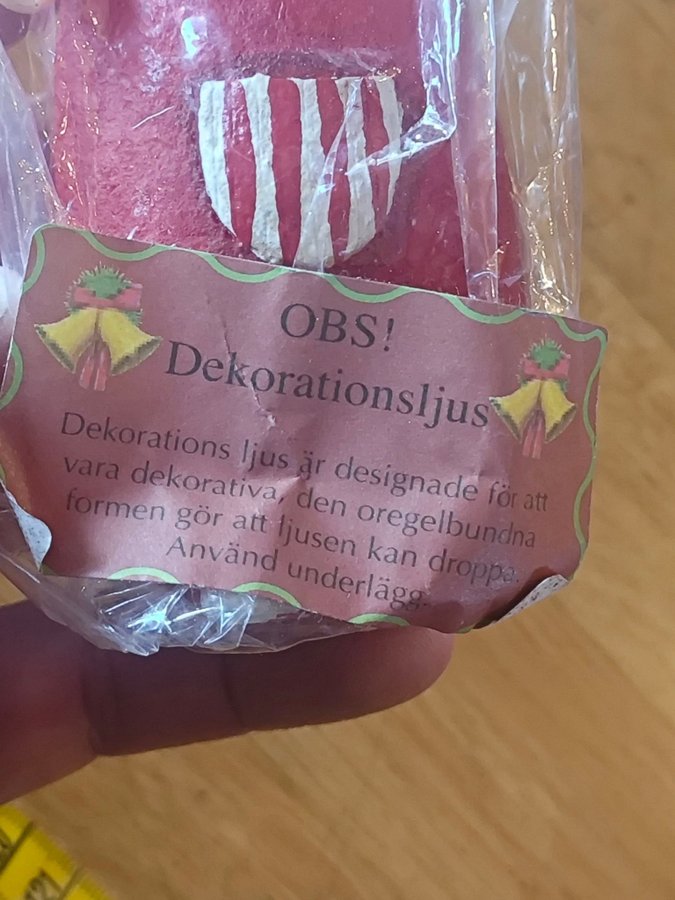 OBS!
Dekorationsljus
Dekorations ljus är designade för att
vara dekorativa, den oregelbundna
formen gör att ljusen kan droppa.
Använd underlägg.
121